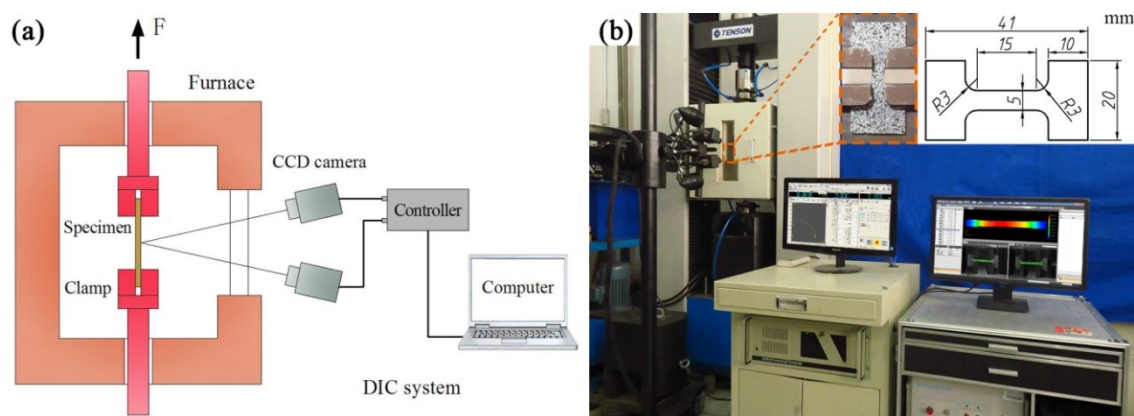 (a)
F
Furnace
CCD camera
Specimen
Controller
Clamp
Computer
DIC system
(b)
TENSON
mm
41
15
10
R3
5
R3
20